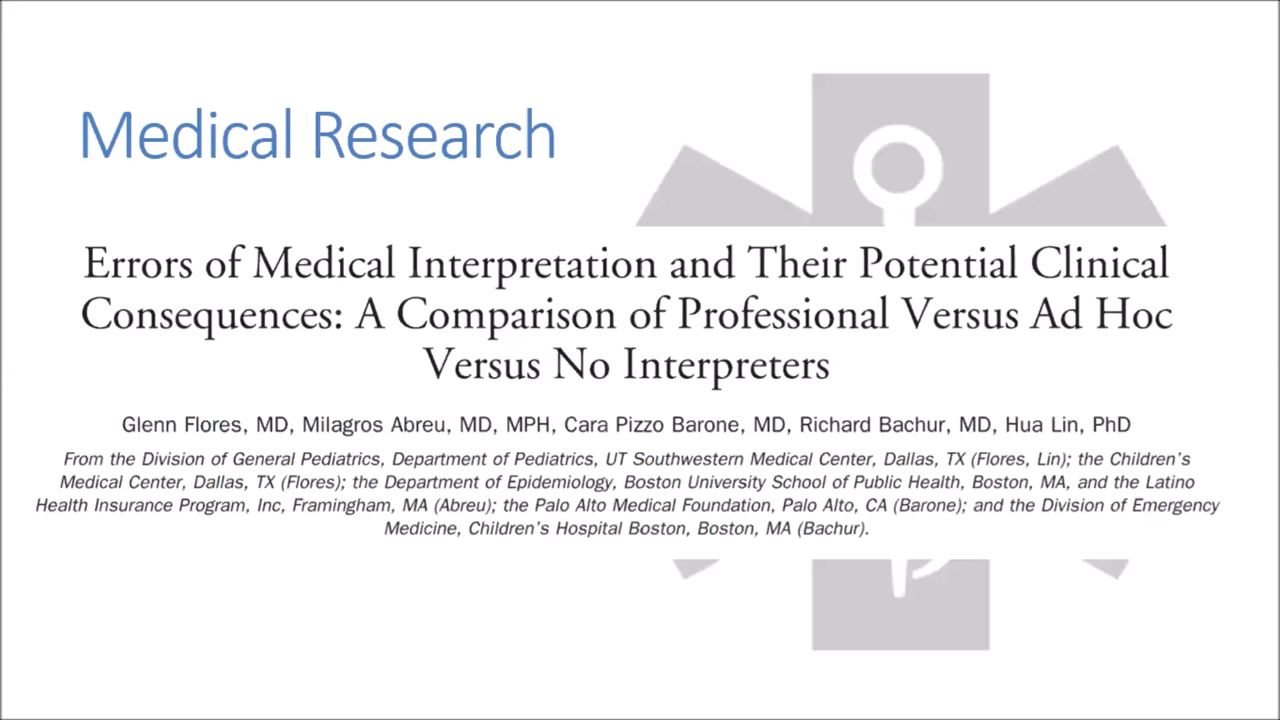 Medical Research
Errors of Medical Interpretation and Their Potential Clinical
Consequences: A Comparison of Professional Versus Ad Hoc
Versus No Interpreters
Glenn Flores, MD, Milagros Abreu, MD, MPH, Cara Pizzo Barone, MD, Richard Bachur, MD, Hua Lin, PhD
From the Division of General Pediatrics, Department of Pediatrics, UT Southwestern Medical Center, Dallas, TX (Flores, Lin); the Children's
Medical Center, Dallas, TX (Flores); the Department of Epidemiology, Boston University School of Public Health, Boston, MA, and the Latino
Health Insurance Program, Inc, Framingham, MA (Abreu); the Palo Alto Medical Foundation, Palo Alto, CA (Barone); and the Division of Emergency
Medicine, Children's Hospital Boston, Boston, MA (Bachur).